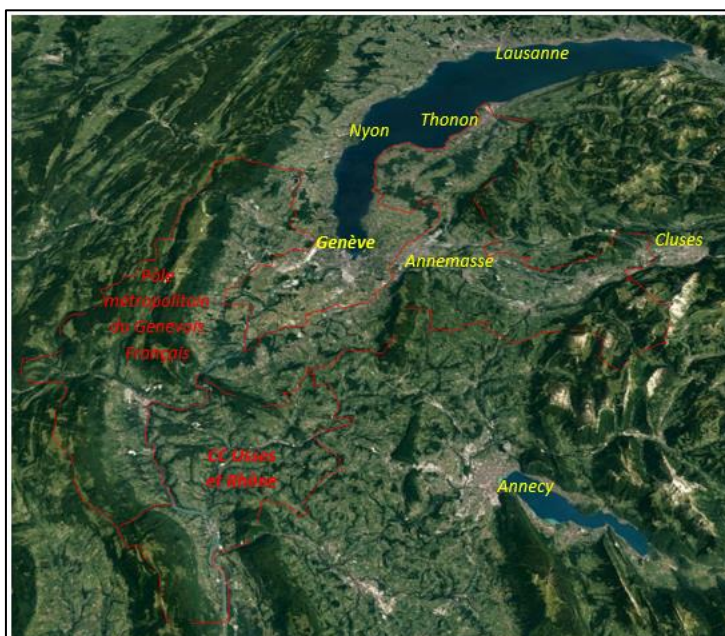 Lausanne
Nyon
Thonon
Genève
Annemasse
Cluses
Pôle
métropolitain
du Genevois
Français
CC Usses
et Rhône
Annecy